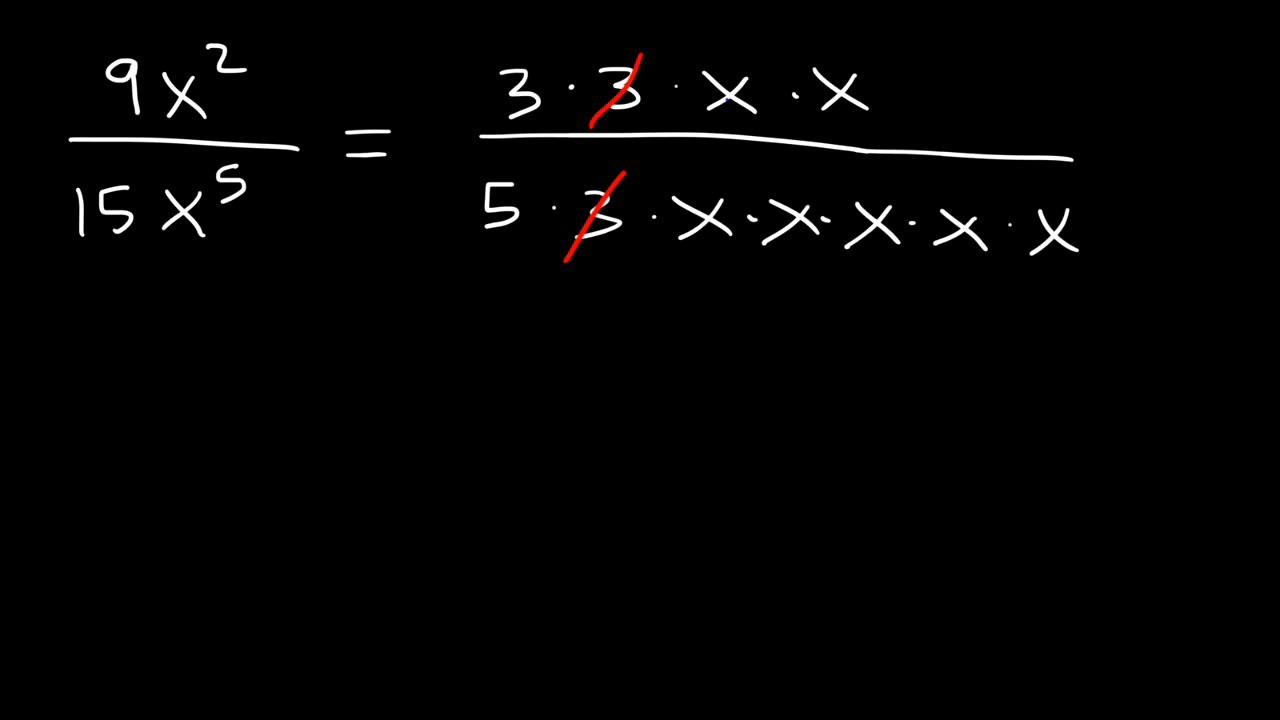 9x² / 15x⁵ = 3 · 3 · x · x / 5 · 3 · x · x · x · x · x